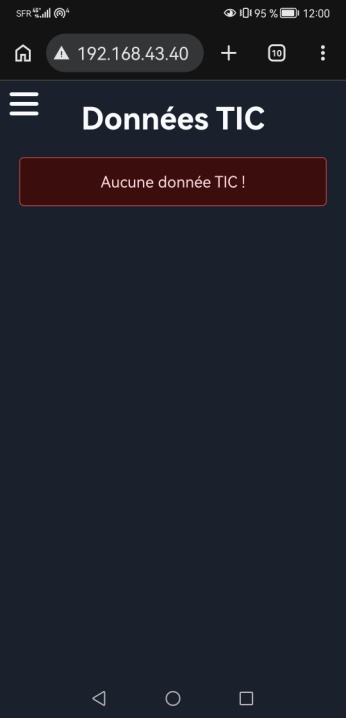 SFR 95 % 12:00
192.168.43.40 10
Données TIC
Aucune donnée TIC !